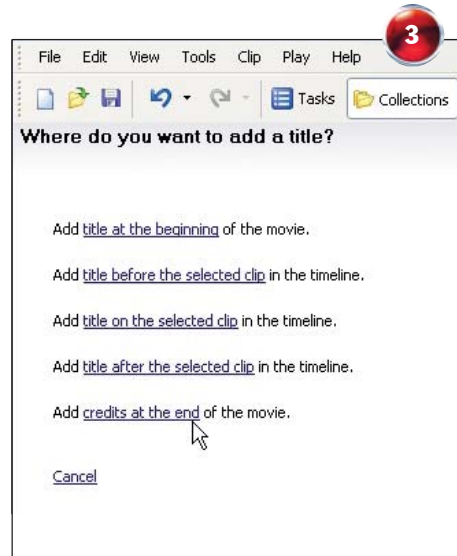 3
File Edit View Tools Clip Play Help
Tasks Collections
Where do you want to add a title?
Add title at the beginning of the movie.
Add title before the selected clip in the timeline.
Add title on the selected clip in the timeline.
Add title after the selected clip in the timeline.
Add credits at the end of the movie.
Cancel